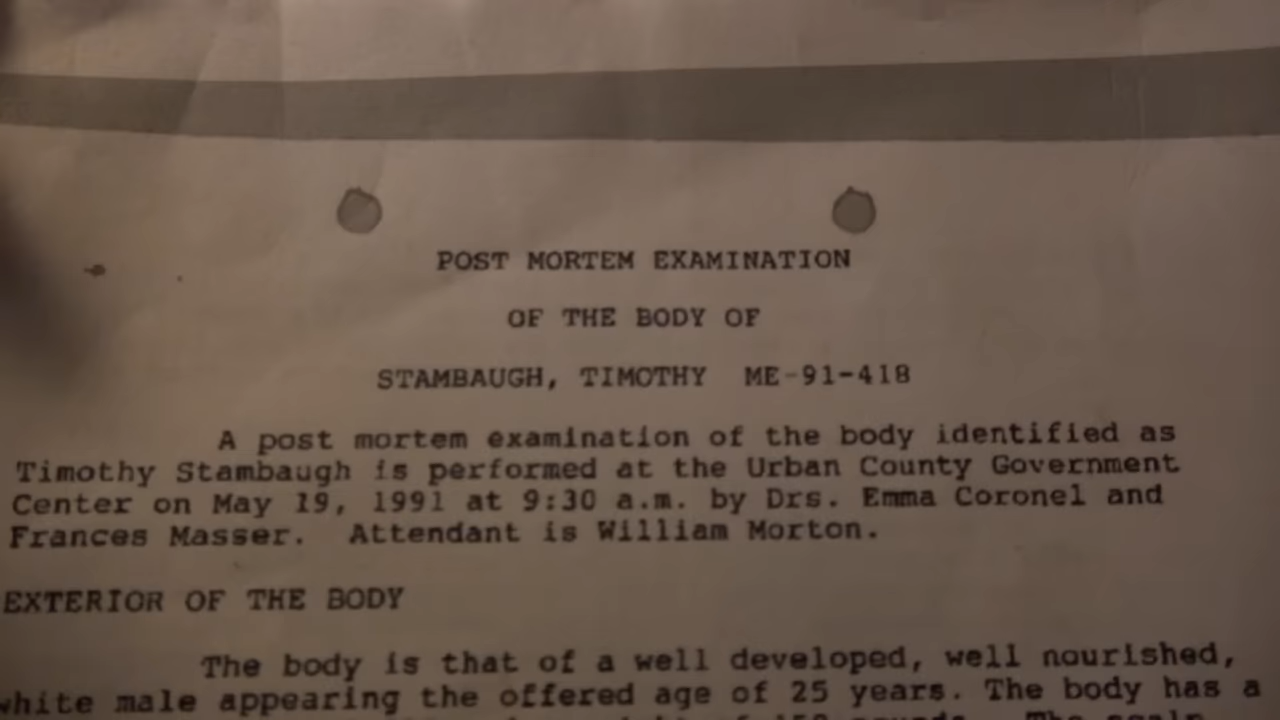 POST MORTEM EXAMINATION
OF THE BODY OF
STAMBAUGH, TIMOTHY ME-91-418
A post mortem examination of the body identified as
Timothy Stambaugh is performed at the Urban County Government
Center on May 19, 1991 at 9:30 a.m. by Drs. Emma Coronel and
Frances Masser. Attendant is William Morton.
EXTERIOR OF THE BODY
The body is that of a well developed, well nourished,
white male appearing the offered age of 25 years. The body has a